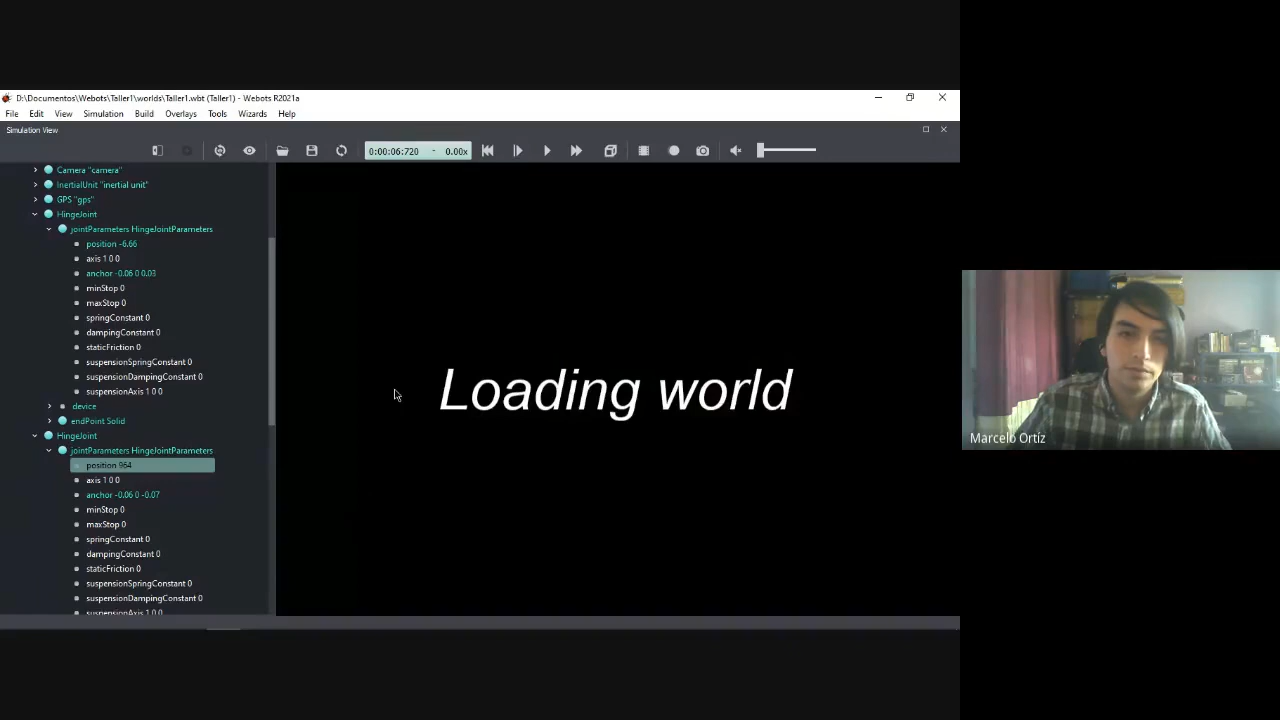 D:\Documentos\Webots\Taller1\worlds\Taller1.wbt (Taller1) - Webots R2021a
File Edit View Simulation Build Overlays Tools Wizards Help
Simulation View
0:00:06:720 - 0.00x
Camera "camera"
InertialUnit "inertial unit"
GPS "gps"
HingeJoint
jointParameters HingeJointParameters
position -6.66
axis 1 0 0
anchor -0.06 0 0.03
minStop 0
maxStop 0
springConstant 0
dampingConstant 0
staticFriction 0
suspensionSpringConstant 0
suspensionDampingConstant 0
suspensionAxis 1 0 0
device
endPoint Solid
HingeJoint
jointParameters HingeJointParameters
position 964
axis 1 0 0
anchor -0.06 0 -0.07
minStop 0
maxStop 0
springConstant 0
dampingConstant 0
staticFriction 0
suspensionSpringConstant 0
suspensionDampingConstant 0
suspensionAxis 1 0 0
Loading world
Marcelo Ortíz